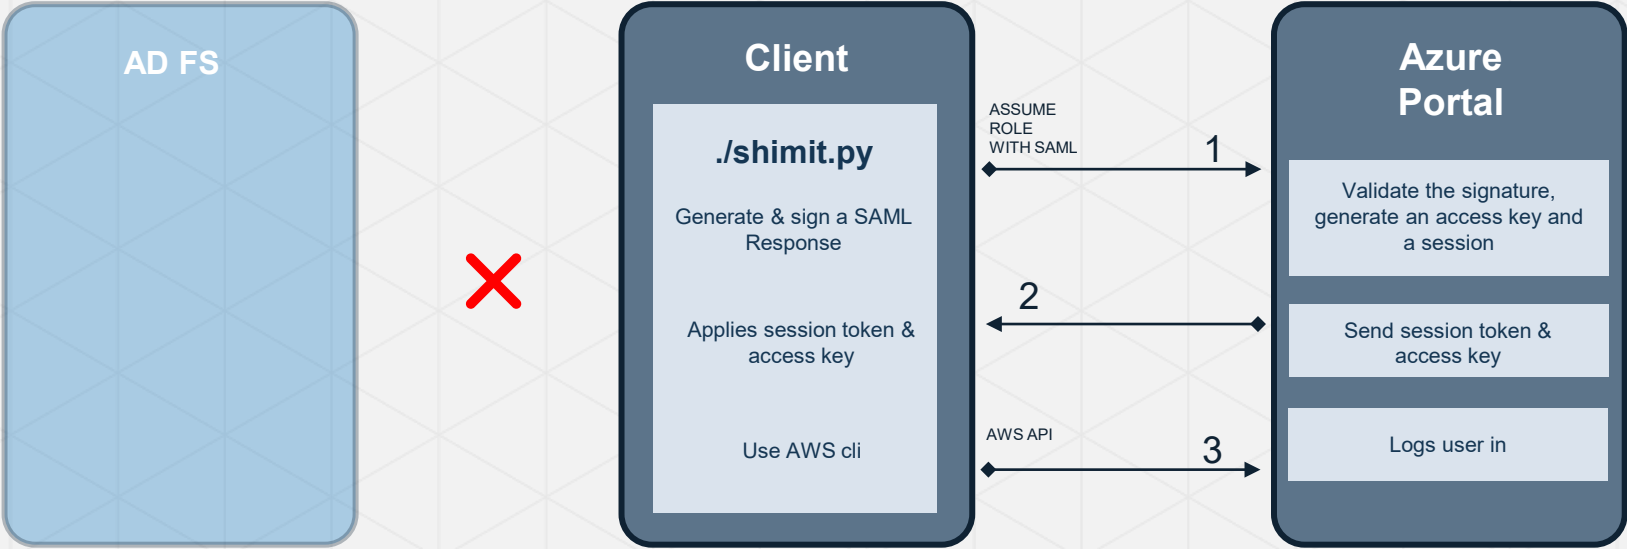 AD FS
Client
./shimit.py
Generate & sign a SAML
Response
Applies session token &
access key
Use AWS cli
ASSUME
ROLE
WITH SAML
1
2
AWS API
3
Azure
Portal
Validate the signature,
generate an access key and
a session
Send session token &
access key
Logs user in